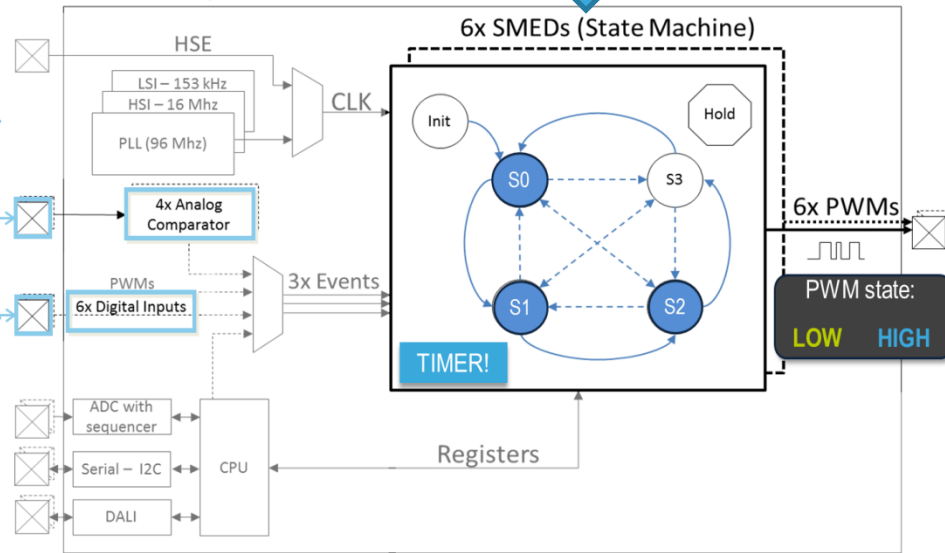 6x SMEDs (State Machine)
HSE
LSI – 153 kHz
HSI – 16 Mhz
PLL (96 Mhz)
CLK
Init
Hold
S0
S3
4x Analog
Comparator
6x PWMs
PWMs
6x Digital Inputs
3x Events
S1
S2
PWM state:
LOW HIGH
TIMER!
ADC with
sequencer
Serial – I2C
DALI
CPU
Registers